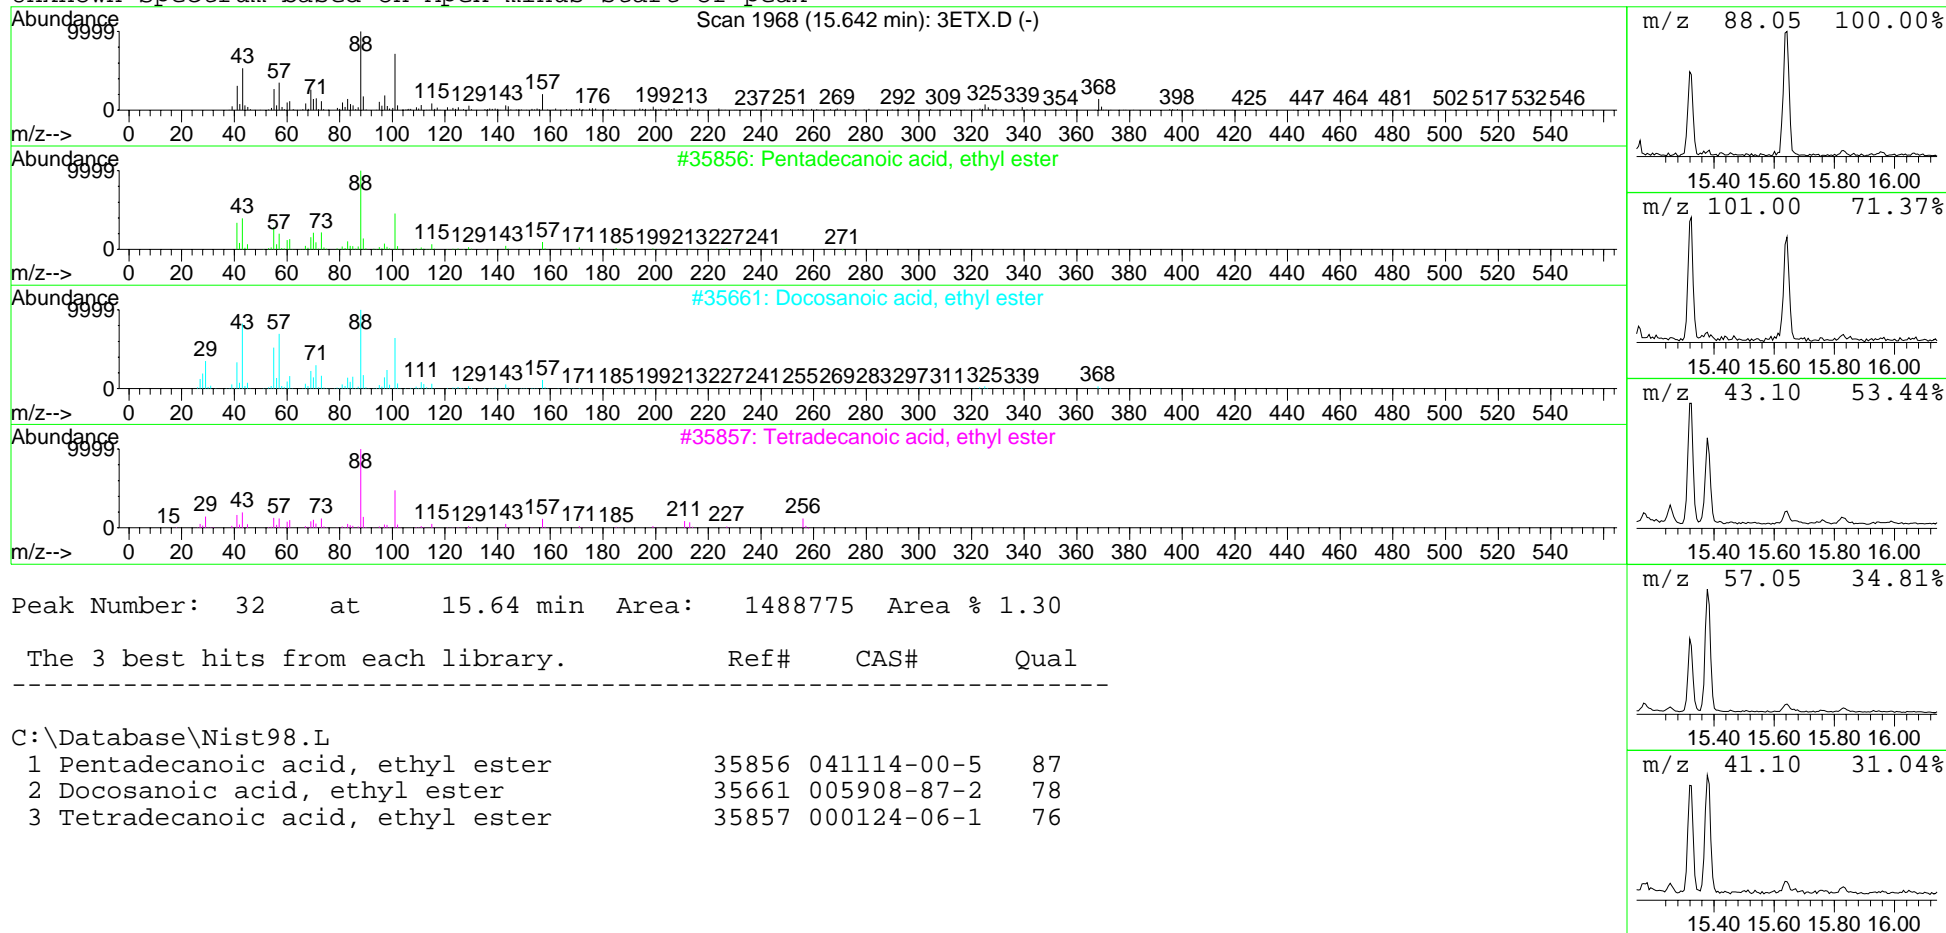 Unknown Spectrum based on Apex minus start of peak
Abundance
Scan 1968 (15.642 min): 3ETX.D (-)
9999
43 57 71 88 115 129 143 157 176 199 213 237 251 269 292 309 325 339 354 368 398 425 447 464 481 502 517 532 546
0
0 20 40 60 80 100 120 140 160 180 200 220 240 260 280 300 320 340 360 380 400 420 440 460 480 500 520 540
m/z-->
Abundance
#35856: Pentadecanoic acid, ethyl ester
9999
43 57 73 88 115 129 143 157 171 185 199 213 227 241 271
0
0 20 40 60 80 100 120 140 160 180 200 220 240 260 280 300 320 340 360 380 400 420 440 460 480 500 520 540
m/z-->
Abundance
#35661: Docosanoic acid, ethyl ester
9999
29 43 57 71 88 111 129 143 157 171 185 199 213 227 241 255 269 283 297 311 325 339 368
0
0 20 40 60 80 100 120 140 160 180 200 220 240 260 280 300 320 340 360 380 400 420 440 460 480 500 520 540
m/z-->
Abundance
#35857: Tetradecanoic acid, ethyl ester
9999
15 29 43 57 73 88 115 129 143 157 171 185 211 227 256
0
0 20 40 60 80 100 120 140 160 180 200 220 240 260 280 300 320 340 360 380 400 420 440 460 480 500 520 540
m/z-->
m/z 88.05 100.00%
15.40 15.60 15.80 16.00
m/z 101.00 71.37%
15.40 15.60 15.80 16.00
m/z 43.10 53.44%
15.40 15.60 15.80 16.00
m/z 57.05 34.81%
15.40 15.60 15.80 16.00
m/z 41.10 31.04%
15.40 15.60 15.80 16.00
Peak Number: 32 at 15.64 min Area: 1488775 Area % 1.30
The 3 best hits from each library. Ref# CAS# Qual
C:\Database\Nist98.L
1 Pentadecanoic acid, ethyl ester 35856 041114-00-5 87
2 Docosanoic acid, ethyl ester 35661 005908-87-2 78
3 Tetradecanoic acid, ethyl ester 35857 000124-06-1 76